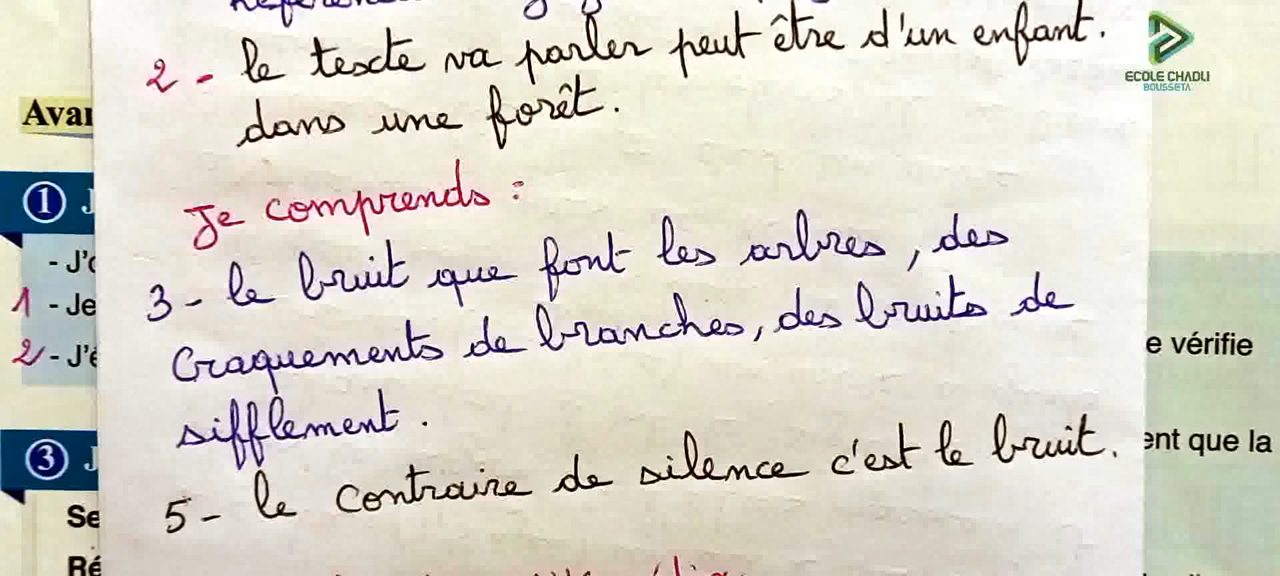 2 - le texte va parler peut être d'un enfant.
dans une forêt.
Je comprends :
3 - le bruit que font les arbres, des
craquements de branches, des bruits de
sifflement.
5 - le contraire de silence c'est le bruit.
ECOLE CHADLI
BOUSSETA
Avan
1 J
- J'
1 - Je
2 - J'é
3 J
Se
Ré
e vérifie
ent que la